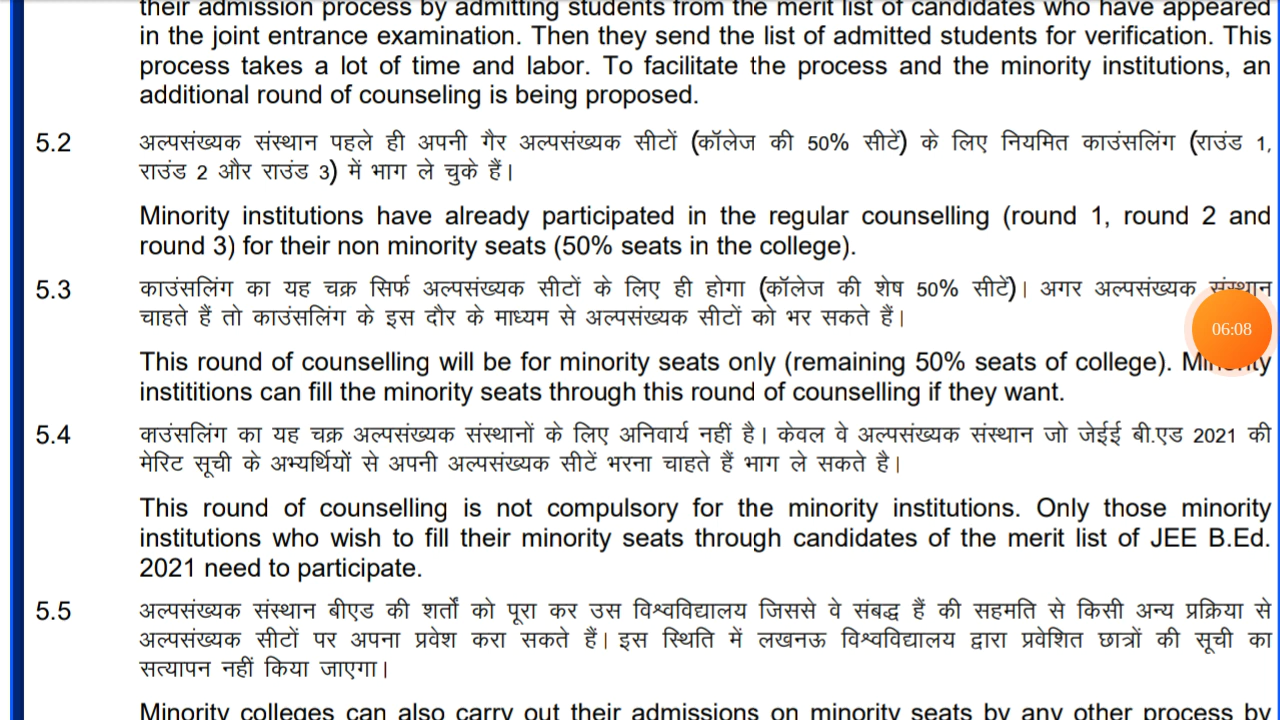 their admission process by admitting students from the merit list of candidates who have appeared
in the joint entrance examination. Then they send the list of admitted students for verification. This
process takes a lot of time and labor. To facilitate the process and the minority institutions, an
additional round of counseling is being proposed.
5.2 अल्पसंख्यक संस्थान पहले ही अपनी गैर अल्पसंख्यक सीटों (कॉलेज की 50% सीटें) के लिए नियमित काउंसलिंग (राउंड 1,
राउंड 2 और राउंड 3) में भाग ले चुके हैं।
Minority institutions have already participated in the regular counselling (round 1, round 2 and
round 3) for their non minority seats (50% seats in the college).
5.3 काउंसलिंग का यह चक्र सिर्फ अल्पसंख्यक सीटों के लिए ही होगा (कॉलेज की शेष 50% सीटें)। अगर अल्पसंख्यक संस्थान
चाहते हैं तो काउंसलिंग के इस दौर के माध्यम से अल्पसंख्यक सीटों को भर सकते हैं।
06:08
This round of counselling will be for minority seats only (remaining 50% seats of college). Minority
instititions can fill the minority seats through this round of counselling if they want.
5.4 काउंसलिंग का यह चक्र अल्पसंख्यक संस्थानों के लिए अनिवार्य नहीं है। केवल वे अल्पसंख्यक संस्थान जो जेईई बी.एड 2021 की
मेरिट सूची के अभ्यर्थियों से अपनी अल्पसंख्यक सीटें भरना चाहते हैं भाग ले सकते है।
This round of counselling is not compulsory for the minority institutions. Only those minority
institutions who wish to fill their minority seats through candidates of the merit list of JEE B.Ed.
2021 need to participate.
5.5 अल्पसंख्यक संस्थान बीएड की शर्तों को पूरा कर उस विश्वविद्यालय जिससे वे संबद्ध हैं की सहमति से किसी अन्य प्रक्रिया से
अल्पसंख्यक सीटों पर अपना प्रवेश करा सकते हैं। इस स्थिति में लखनऊ विश्वविद्यालय द्वारा प्रवेशित छात्रों की सूची का
सत्यापन नहीं किया जाएगा।
Minority colleges can also carry out their admissions on minority seats by any other process by